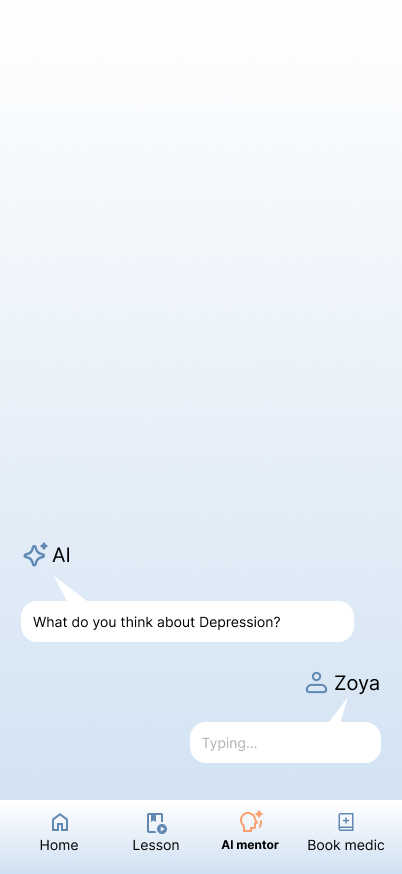 AI
What do you think about Depression?
Zoya
Typing...
Home
Lesson
AI mentor
Book medic